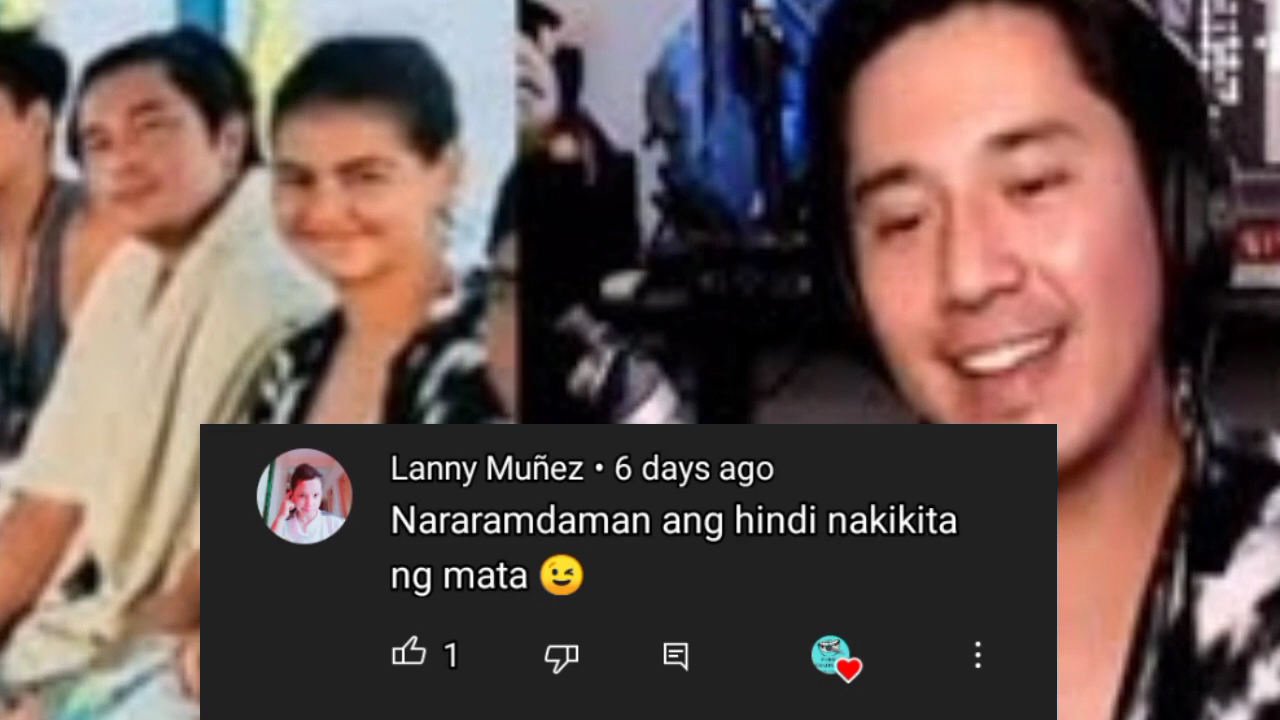 Lanny Muñez • 6 days ago
Nararamdaman ang hindi nakikita
ng mata 😉
1